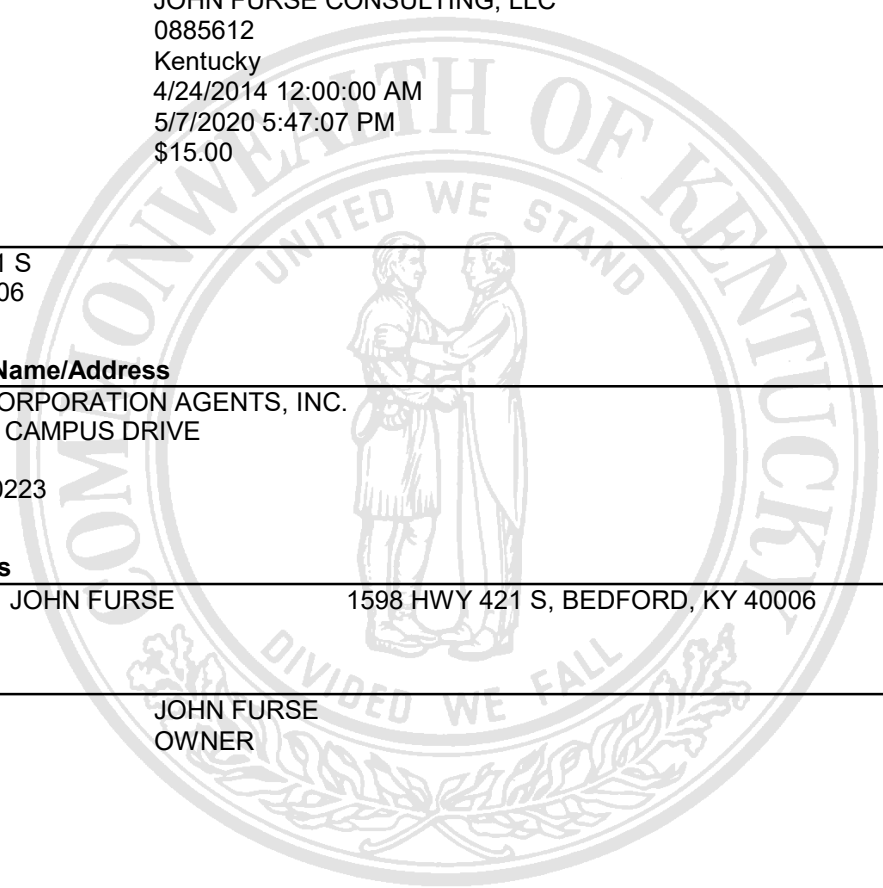 JOHN FURSE CONSULTING, LLC
0885612
Kentucky
4/24/2014 12:00:00 AM
5/7/2020 5:47:07 PM
$15.00
COMMONWEALTH OF KENTUCKY
UNITED WE STAND
1 S
06
Name/Address
ORPORATION AGENTS, INC.
CAMPUS DRIVE
0223
s
JOHN FURSE 1598 HWY 421 S, BEDFORD, KY 40006
DIVIDED WE FALL
JOHN FURSE
OWNER